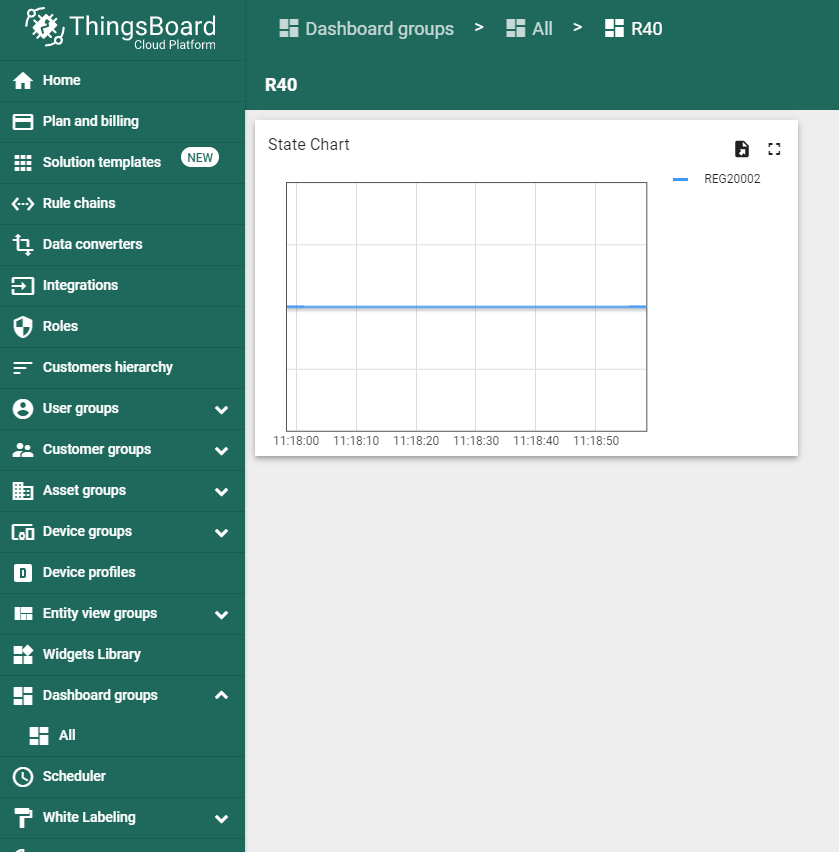 ThingsBoard
Cloud Platform
Home
Plan and billing
Solution templates NEW
Rule chains
Data converters
Integrations
Roles
Customers hierarchy
User groups
Customer groups
Asset groups
Device groups
Device profiles
Entity view groups
Widgets Library
Dashboard groups
All
Scheduler
White Labeling
Dashboard groups > All > R40
R40
State Chart
REG20002
11:18:00 11:18:10 11:18:20 11:18:30 11:18:40 11:18:50